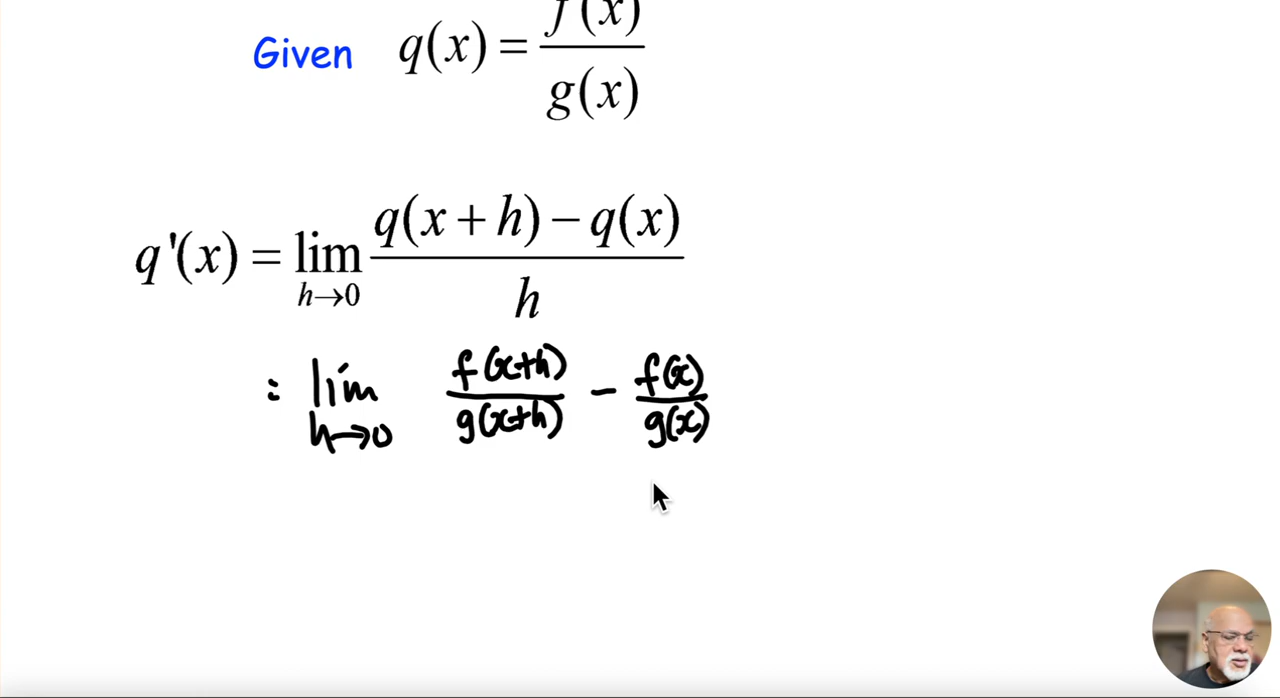 Given q(x) = f(x) / g(x)
q'(x) = lim h→0 q(x + h) − q(x) / h
= lim h→0 f(x+h) / g(x+h) − f(x) / g(x)